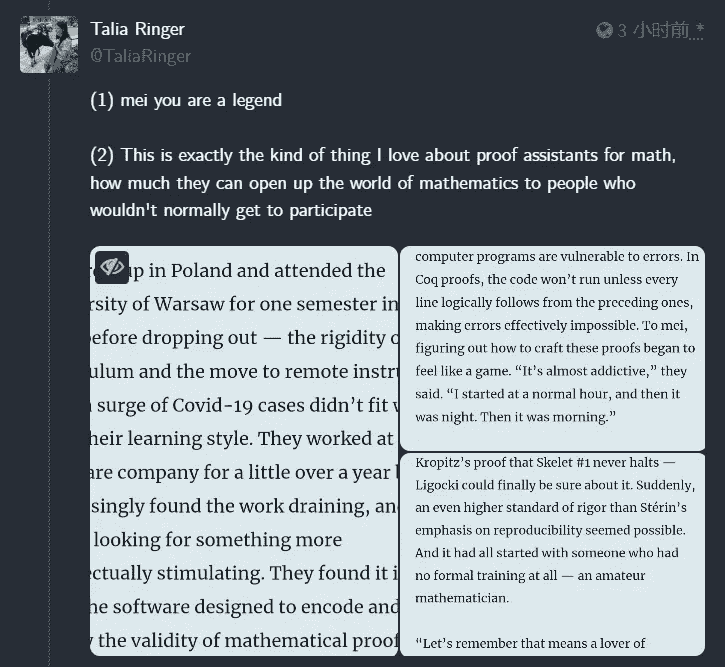 Talia Ringer
3 小时前 *
@TaliaRinger
(1) mei you are a legend
(2) This is exactly the kind of thing I love about proof assistants for math,
how much they can open up the world of mathematics to people who
wouldn't normally get to participate
up in Poland and attended the
rsity of Warsaw for one semester in
efore dropping out — the rigidity o
ulum and the move to remote instr
surge of Covid-19 cases didn't fit
heir learning style. They worked at
are company for a little over a year
singly found the work draining, an
looking for something more
ectually stimulating. They found it i
he software designed to encode and
the validity of mathematical proof
computer programs are vulnerable to errors. In
Coq proofs, the code won't run unless every
line logically follows from the preceding ones,
making errors effectively impossible. To mei,
figuring out how to craft these proofs began to
feel like a game. “It's almost addictive,” they
said. “I started at a normal hour, and then it
was night. Then it was morning.”
Kropitz's proof that Skelet #1 never halts —
Ligocki could finally be sure about it. Suddenly,
an even higher standard of rigor than Stérin's
emphasis on reproducibility seemed possible.
And it had all started with someone who had
no formal training at all — an amateur
mathematician.
“Let's remember that means a lover of